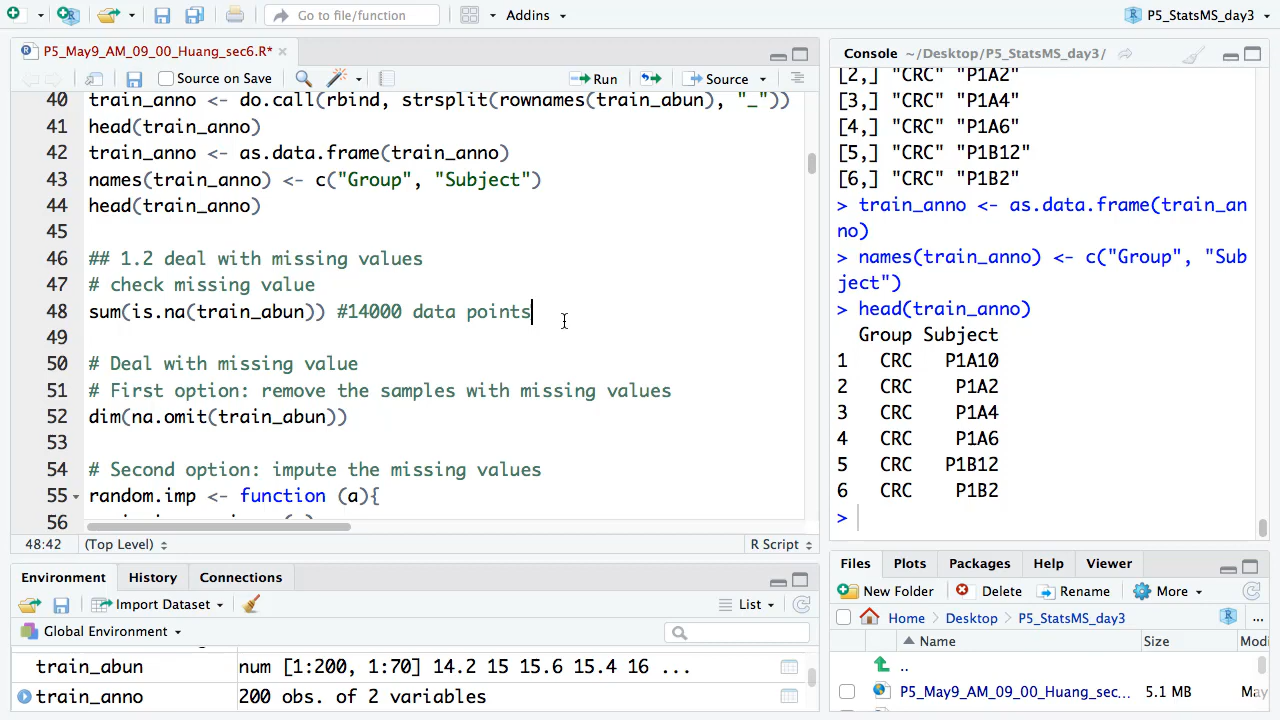 Go to file/function
Addins
P5_StatsMS_day3
P5_May9_AM_09_00_Huang_sec6.R*
Source on Save
Run
Source
40 train_anno <- do.call(rbind, strsplit(rownames(train_abun), "_"))
41 head(train_anno)
42 train_anno <- as.data.frame(train_anno)
43 names(train_anno) <- c("Group", "Subject")
44 head(train_anno)
45
46 ## 1.2 deal with missing values
47 # check missing value
48 sum(is.na(train_abun)) #14000 data points
49
50 # Deal with missing value
51 # First option: remove the samples with missing values
52 dim(na.omit(train_abun))
53
54 # Second option: impute the missing values
55 random.imp <- function (a){
56
48:42 (Top Level) R Script
Environment History Connections
Import Dataset List
Global Environment
train_abun num [1:200, 1:70] 14.2 15 15.6 15.4 16 ...
train_anno 200 obs. of 2 variables
Console ~/Desktop/P5_StatsMS_day3/
[2,] "CRC" "P1A2"
[3,] "CRC" "P1A4"
[4,] "CRC" "P1A6"
[5,] "CRC" "P1B12"
[6,] "CRC" "P1B2"
> train_anno <- as.data.frame(train_an
no)
> names(train_anno) <- c("Group", "Sub
ject")
> head(train_anno)
Group Subject
1 CRC P1A10
2 CRC P1A2
3 CRC P1A4
4 CRC P1A6
5 CRC P1B12
6 CRC P1B2
>
Files Plots Packages Help Viewer
New Folder Delete Rename More
Home Desktop P5_StatsMS_day3 ...
Name Size Modi
..
P5_May9_AM_09_00_Huang_sec... 5.1 MB May